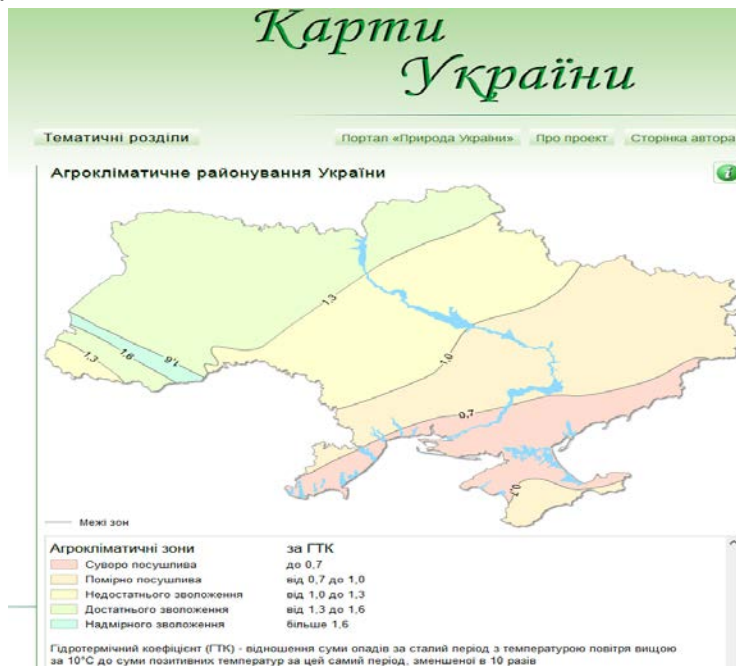 Карти
України
Тематичні розділи
Портал «Природа України» Про проект Сторінка автора
Агрокліматичне районування України
1,3
1,0
1,3
1,6
1,6
0,7
0,7
Межі зон
Агрокліматичні зони за ГТК
Суворо посушлива до 0,7
Помірно посушлива від 0,7 до 1,0
Недостатнього зволоження від 1,0 до 1,3
Достатнього зволоження від 1,3 до 1,6
Надмірного зволоження більше 1,6
Гідротермічний коефіцієнт (ГТК) - відношення суми опадів за сталий період з температурою повітря вищою
за 10°С до суми позитивних температур за цей самий період, зменшеної в 10 разів